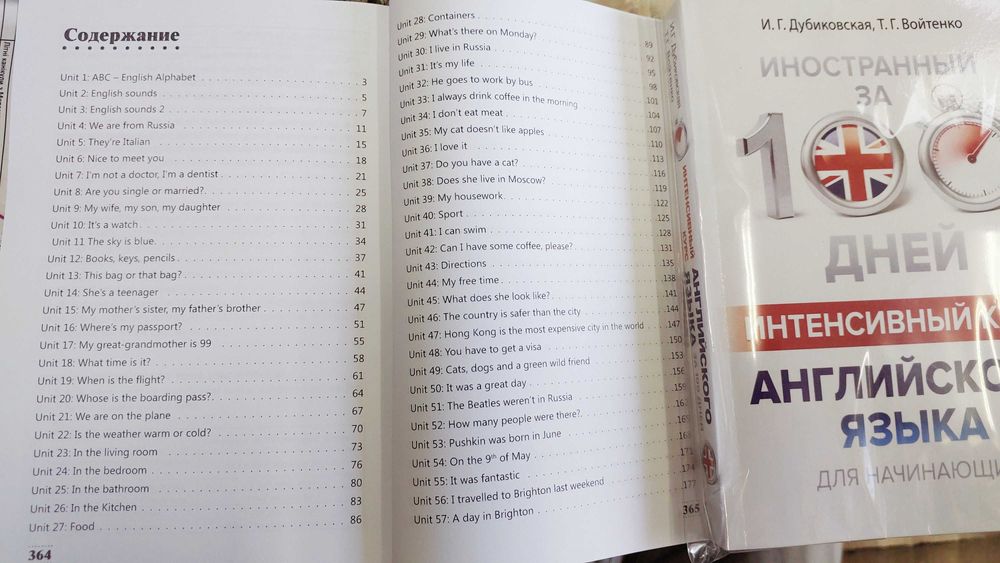 Содержание
Unit 1: ABC – English Alphabet 3
Unit 2: English sounds 5
Unit 3: English sounds 2 7
Unit 4: We are from Russia 11
Unit 5: They're Italian 15
Unit 6: Nice to meet you 18
Unit 7: I'm not a doctor, I'm a dentist 21
Unit 8: Are you single or married? 25
Unit 9: My wife, my son, my daughter 28
Unit 10: It's a watch 31
Unit 11 The sky is blue. 34
Unit 12: Books, keys, pencils 37
Unit 13: This bag or that bag? 41
Unit 14: She's a teenager 44
Unit 15: My mother's sister, my father's brother 47
Unit 16: Where's my passport? 51
Unit 17: My great-grandmother is 99 55
Unit 18: What time is it? 58
Unit 19: When is the flight? 61
Unit 20: Whose is the boarding pass? 64
Unit 21: We are on the plane 67
Unit 22: Is the weather warm or cold? 70
Unit 23: In the living room 73
Unit 24: In the bedroom 76
Unit 25: In the bathroom 80
Unit 26: In the Kitchen 83
Unit 27: Food 86
364
Unit 28: Containers 89
Unit 29: What's there on Monday? 92
Unit 30: I live in Russia 95
Unit 31: It's my life 98
Unit 32: He goes to work by bus 101
Unit 33: I always drink coffee in the morning 104
Unit 34: I don't eat meat 107
Unit 35: My cat doesn't like apples 110
Unit 36: I love it 113
Unit 37: Do you have a cat? 116
Unit 38: Does she live in Moscow? 119
Unit 39: My housework 122
Unit 40: Sport 125
Unit 41: I can swim 128
Unit 42: Can I have some coffee, please? 131
Unit 43: Directions 135
Unit 44: My free time 138
Unit 45: What does she look like? 141
Unit 46: The country is safer than the city 144
Unit 47: Hong Kong is the most expensive city in the world 147
Unit 48: You have to get a visa 150
Unit 49: Cats, dogs and a green wild friend 153
Unit 50: It was a great day
Unit 51: The Beatles weren't in Russia 159
Unit 52: How many people were there?
Unit 53: Pushkin was born in June
Unit 54: On the 9th of May
Unit 55: It was fantastic 171
Unit 56: I travelled to Brighton last weekend 174
Unit 57: A day in Brighton 177
365
ИНТЕНСИВНЫЙ КУРС
АНГЛИЙСКОГО ЯЗЫКА
И. Г. Дубиковская, Т. Г. Войтенко
ИНОСТРАННЫЙ
ЗА
100
ДНЕЙ
ИНТЕНСИВНЫЙ К
АНГЛИЙСКО
ЯЗЫКА
ДЛЯ НАЧИНАЮЩИ